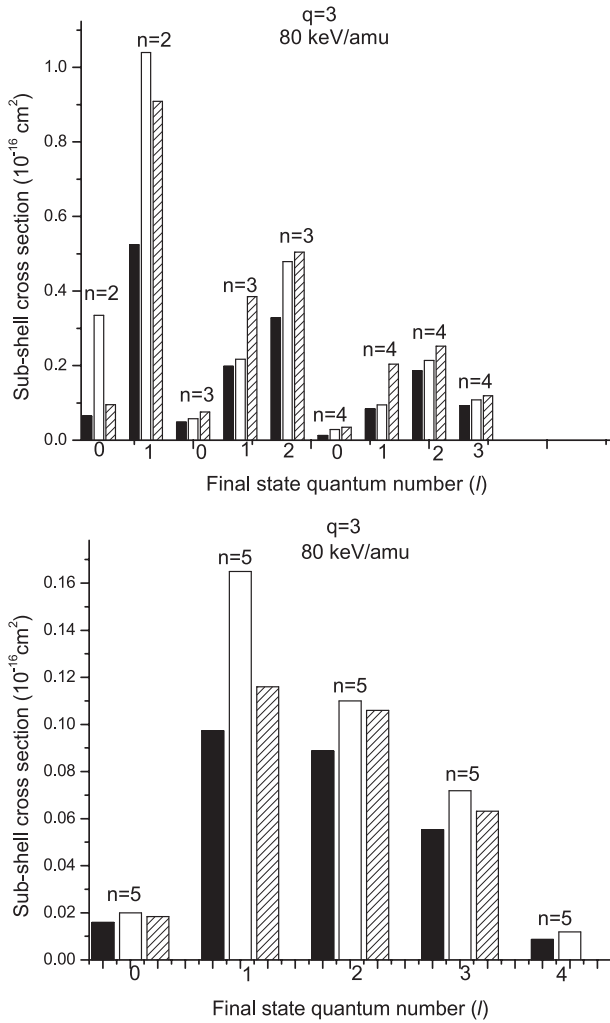 q=3
80 keV/amu
n=2
n=2
n=3
n=3
n=3
n=4
n=4
n=4
n=4
Sub-shell cross section (10⁻¹⁶ cm²)
1.0
0.8
0.6
0.4
0.2
0.0
0 1 0 1 2 0 1 2 3
Final state quantum number (l)
q=3
80 keV/amu
n=5
n=5
n=5
n=5
n=5
Sub-shell cross section (10⁻¹⁶cm²)
0.16
0.14
0.12
0.10
0.08
0.06
0.04
0.02
0.00
0 1 2 3 4
Final state quantum number (l)